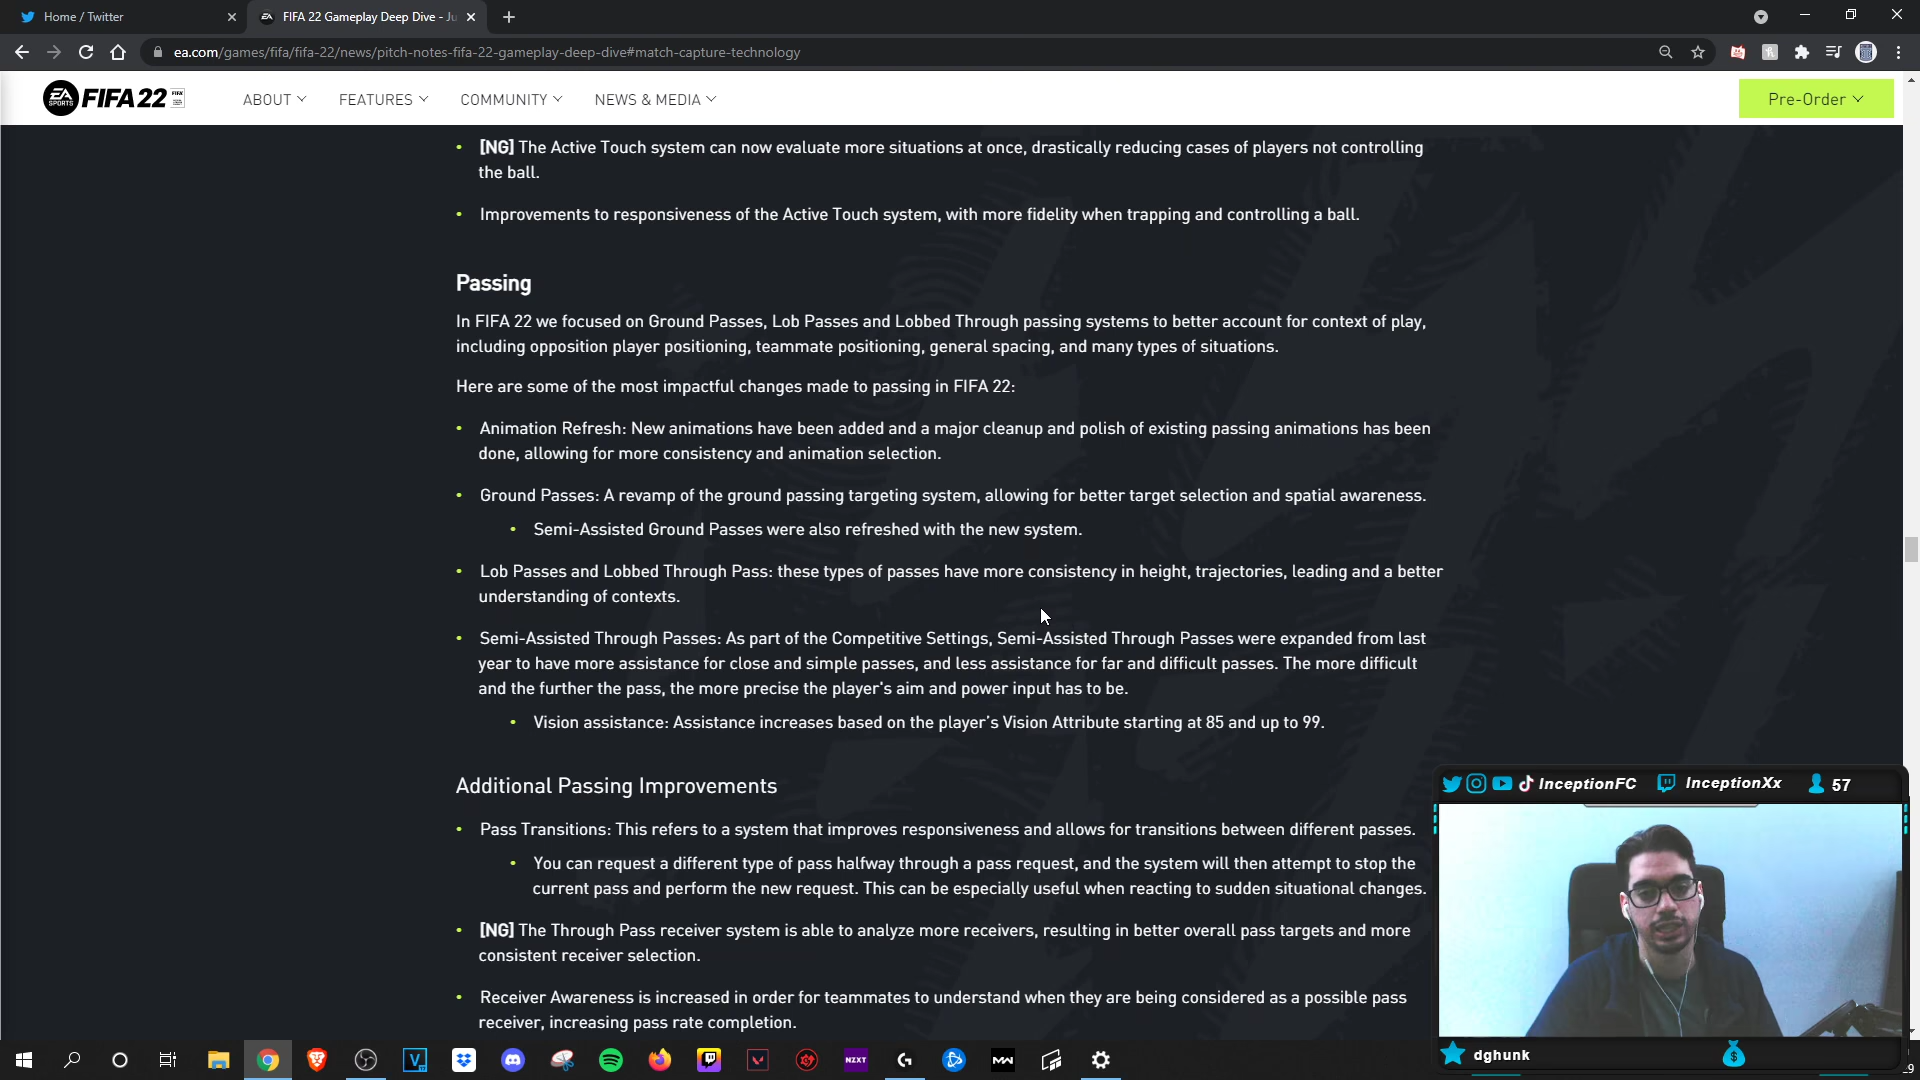 Home / Twitter
FIFA 22 Gameplay Deep Dive - Ju
ea.com/games/fifa/fifa-22/news/pitch-notes-fifa-22-gameplay-deep-dive#match-capture-technology
EA SPORTS FIFA 22
ABOUT
FEATURES
COMMUNITY
NEWS & MEDIA
Pre-Order
[NG] The Active Touch system can now evaluate more situations at once, drastically reducing cases of players not controlling
the ball.
Improvements to responsiveness of the Active Touch system, with more fidelity when trapping and controlling a ball.
Passing
In FIFA 22 we focused on Ground Passes, Lob Passes and Lobbed Through passing systems to better account for context of play,
including opposition player positioning, teammate positioning, general spacing, and many types of situations.
Here are some of the most impactful changes made to passing in FIFA 22:
Animation Refresh: New animations have been added and a major cleanup and polish of existing passing animations has been
done, allowing for more consistency and animation selection.
Ground Passes: A revamp of the ground passing targeting system, allowing for better target selection and spatial awareness.
Semi-Assisted Ground Passes were also refreshed with the new system.
Lob Passes and Lobbed Through Pass: these types of passes have more consistency in height, trajectories, leading and a better
understanding of contexts.
Semi-Assisted Through Passes: As part of the Competitive Settings, Semi-Assisted Through Passes were expanded from last
year to have more assistance for close and simple passes, and less assistance for far and difficult passes. The more difficult
and the further the pass, the more precise the player's aim and power input has to be.
Vision assistance: Assistance increases based on the player's Vision Attribute starting at 85 and up to 99.
Additional Passing Improvements
Pass Transitions: This refers to a system that improves responsiveness and allows for transitions between different passes.
You can request a different type of pass halfway through a pass request, and the system will then attempt to stop the
current pass and perform the new request. This can be especially useful when reacting to sudden situational changes.
[NG] The Through Pass receiver system is able to analyze more receivers, resulting in better overall pass targets and more
consistent receiver selection.
Receiver Awareness is increased in order for teammates to understand when they are being considered as a possible pass
receiver, increasing pass rate completion.
InceptionFC
InceptionXx
57
dghunk
NZXT
MW